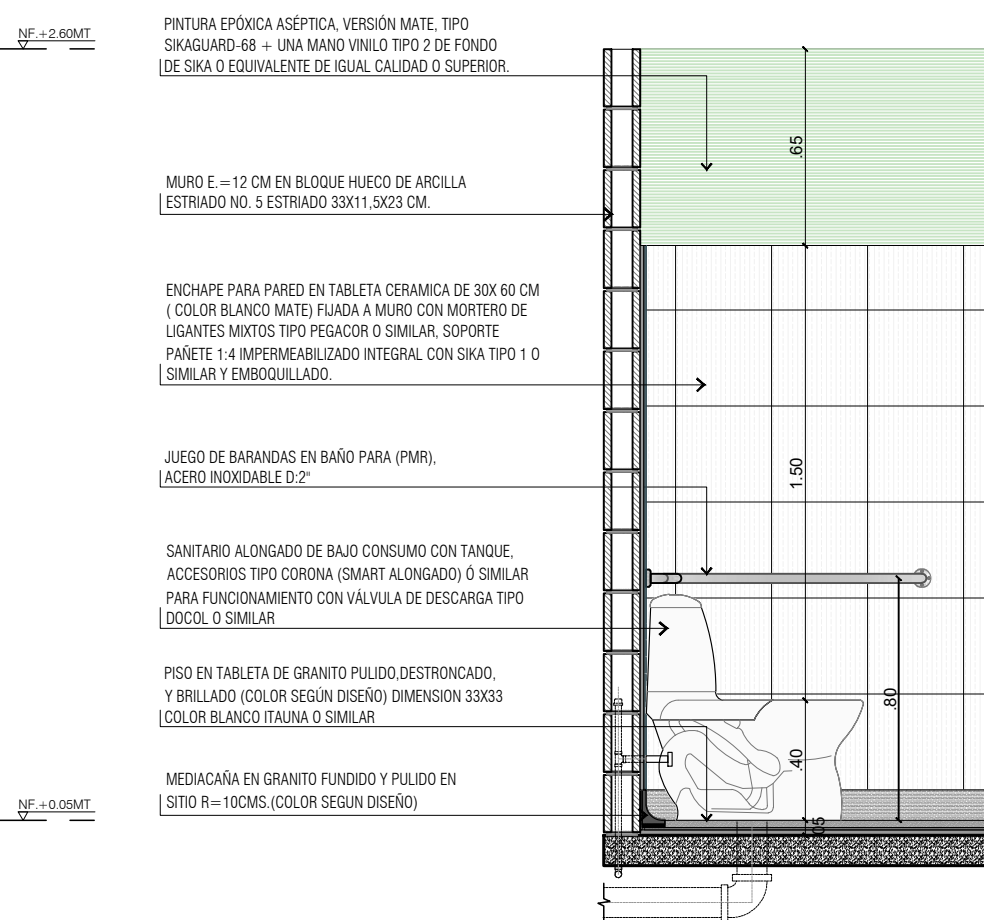 NF.+2.60MT
PINTURA EPÓXICA ASÉPTICA, VERSIÓN MATE, TIPO
SIKAGUARD-68 + UNA MANO VINILO TIPO 2 DE FONDO
DE SIKA O EQUIVALENTE DE IGUAL CALIDAD O SUPERIOR.
.65
MURO E.=12 CM EN BLOQUE HUECO DE ARCILLA
ESTRIADO NO. 5 ESTRIADO 33X11,5X23 CM.
ENCHAPE PARA PARED EN TABLETA CERAMICA DE 30X 60 CM
( COLOR BLANCO MATE) FIJADA A MURO CON MORTERO DE
LIGANTES MIXTOS TIPO PEGACOR O SIMILAR, SOPORTE
PAÑETE 1:4 IMPERMEABILIZADO INTEGRAL CON SIKA TIPO 1 O
SIMILAR Y EMBOQUILLADO.
JUEGO DE BARANDAS EN BAÑO PARA (PMR),
ACERO INOXIDABLE D:2"
1.50
SANITARIO ALONGADO DE BAJO CONSUMO CON TANQUE,
ACCESORIOS TIPO CORONA (SMART ALONGADO) Ó SIMILAR
PARA FUNCIONAMIENTO CON VÁLVULA DE DESCARGA TIPO
DOCOL O SIMILAR
PISO EN TABLETA DE GRANITO PULIDO,DESTRONCADO,
Y BRILLADO (COLOR SEGÚN DISEÑO) DIMENSION 33X33
COLOR BLANCO ITAUNA O SIMILAR
.80
.40
MEDIACAÑA EN GRANITO FUNDIDO Y PULIDO EN
SITIO R=10CMS.(COLOR SEGUN DISEÑO)
NF.+0.05MT
.05